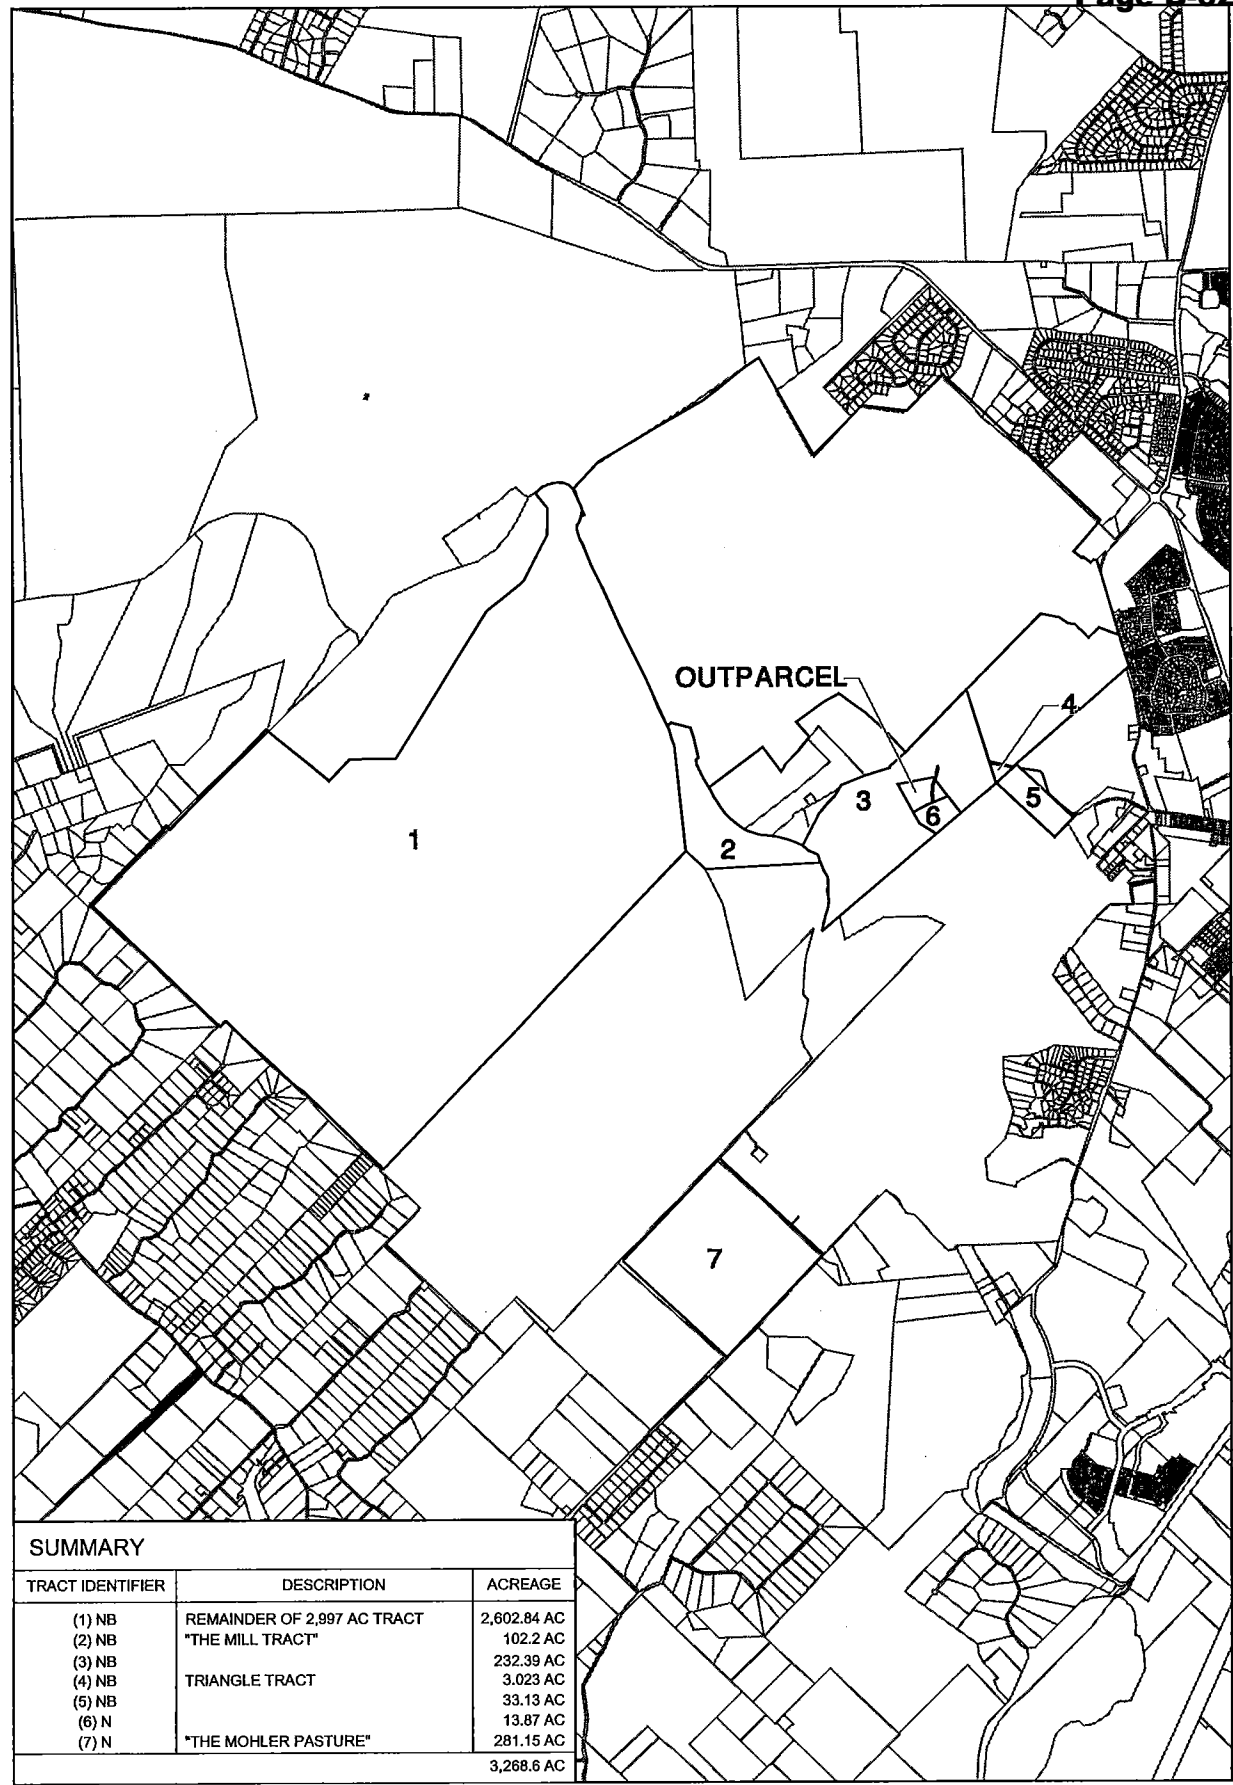 Page
OUTPARCEL
4
3
5
6
1
2
7
SUMMARY
TRACT IDENTIFIER DESCRIPTION ACREAGE
(1) NB REMAINDER OF 2,997 AC TRACT 2,602.84 AC
(2) NB "THE MILL TRACT" 102.2 AC
(3) NB 232.39 AC
(4) NB TRIANGLE TRACT 3.023 AC
(5) NB 33.13 AC
(6) N 13.87 AC
(7) N "THE MOHLER PASTURE" 281.15 AC
3,268.6 AC